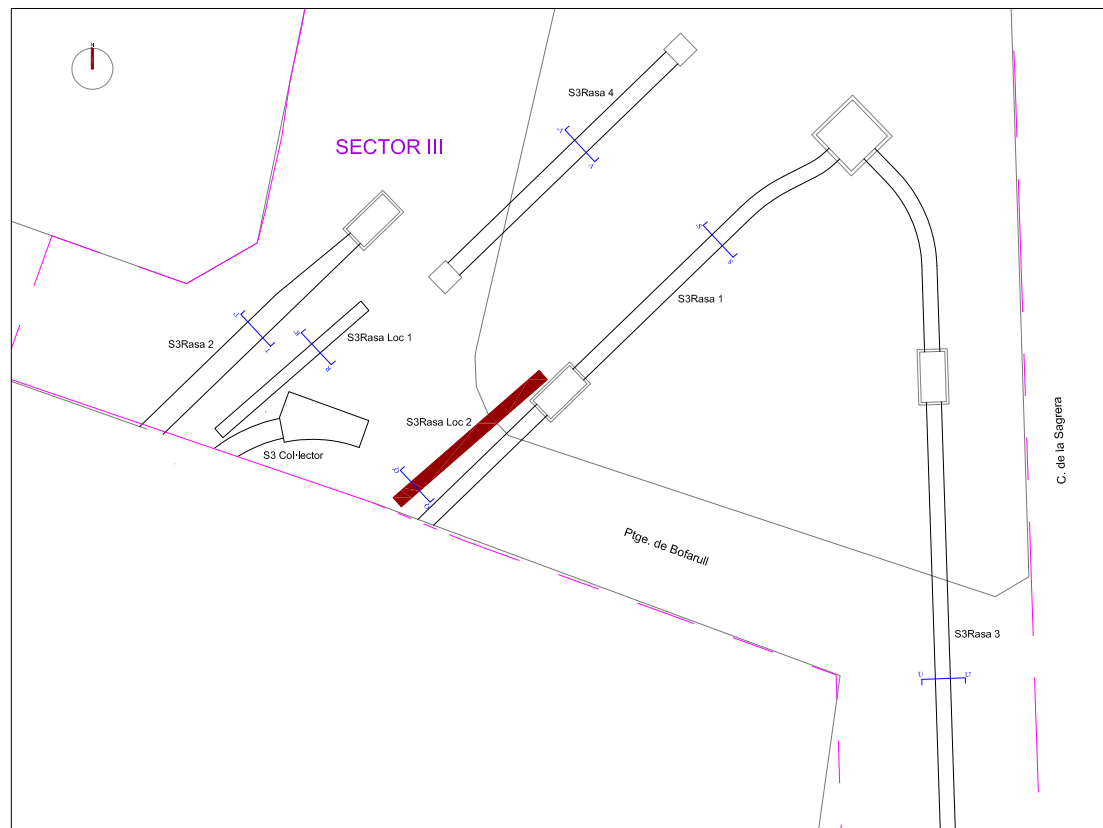 N
S3Rasa 4
SECTOR III
V
V'
S
S'
S3Rasa 1
T
T'
R
R'
S3Rasa 2
S3Rasa Loc 1
S3Rasa Loc 2
S3 Col·lector
Q
Q'
C. de la Sagrera
Ptge. de Bofarull
S3Rasa 3
U
U'